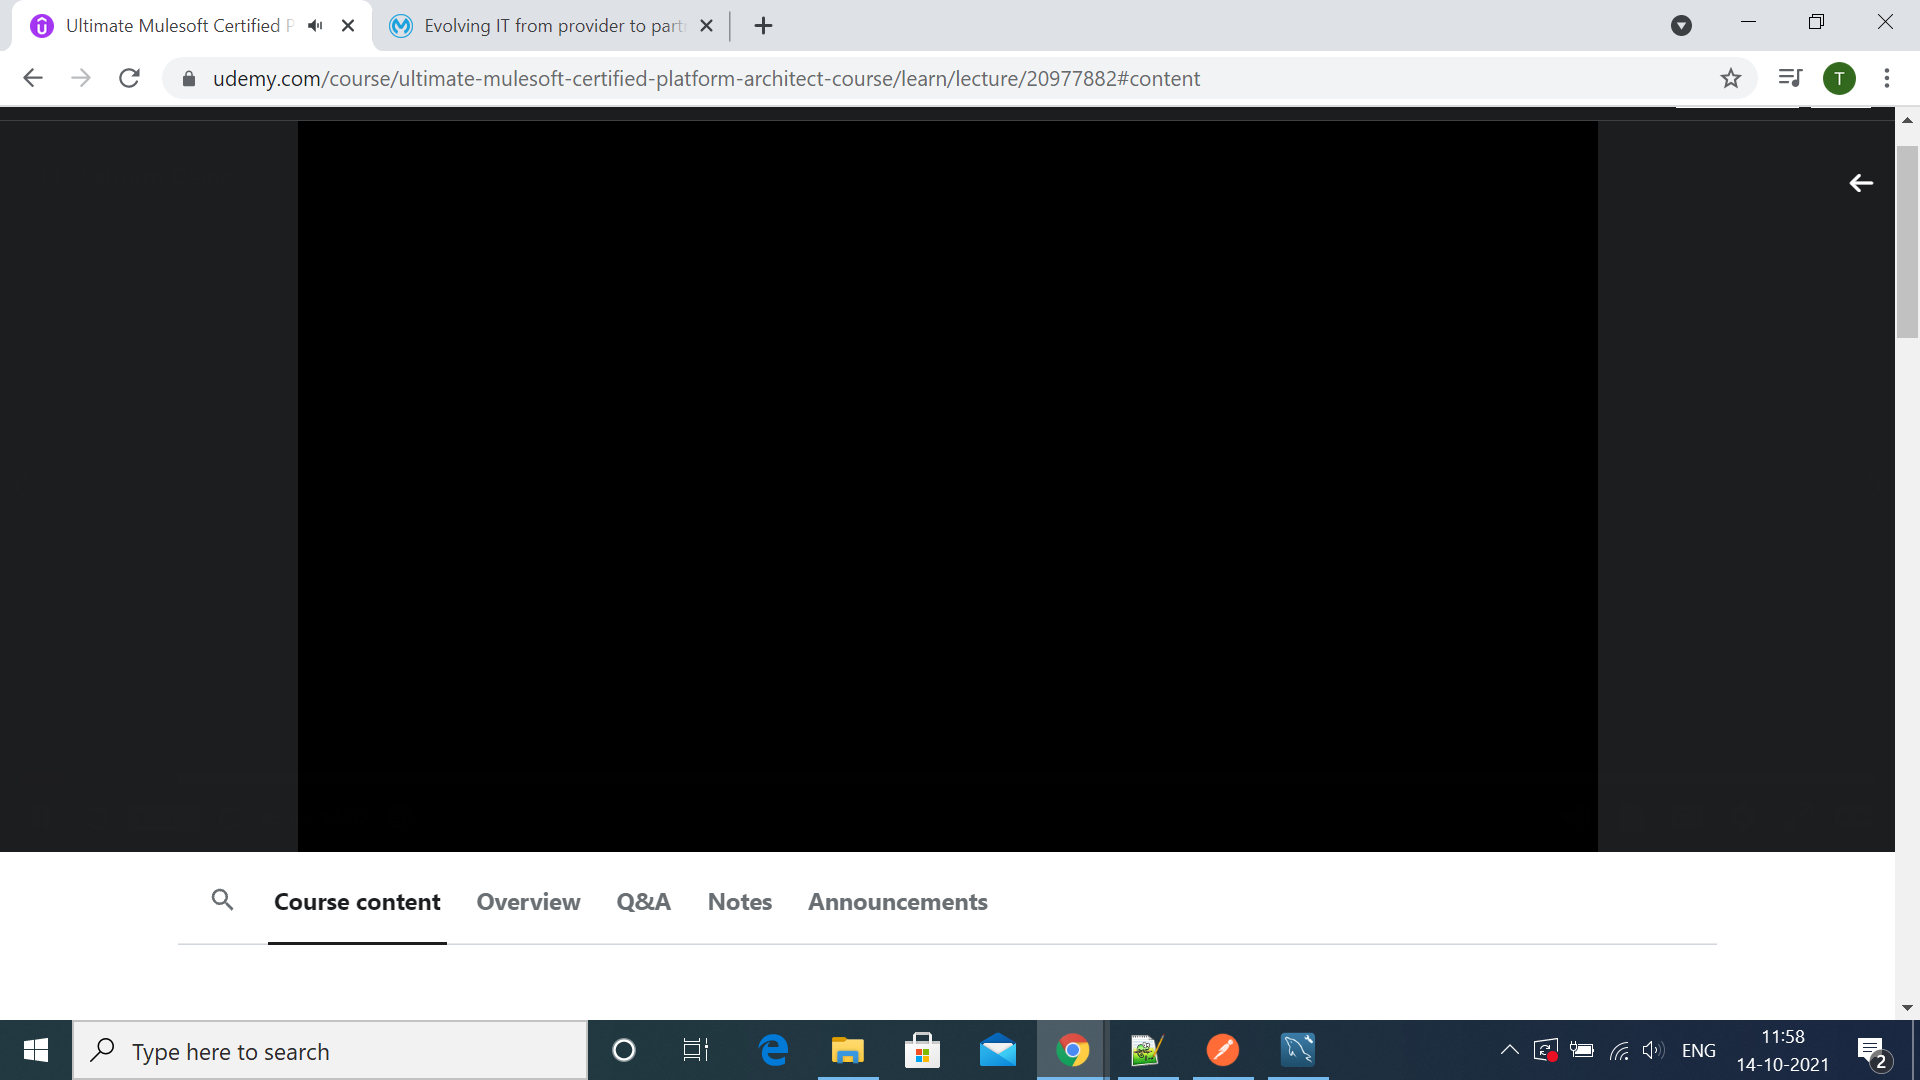 Ultimate Mulesoft Certified P
Evolving IT from provider to part
udemy.com/course/ultimate-mulesoft-certified-platform-architect-course/learn/lecture/20977882#content
T
Course content Overview Q&A Notes Announcements
Type here to search
ENG
11:58
14-10-2021
2